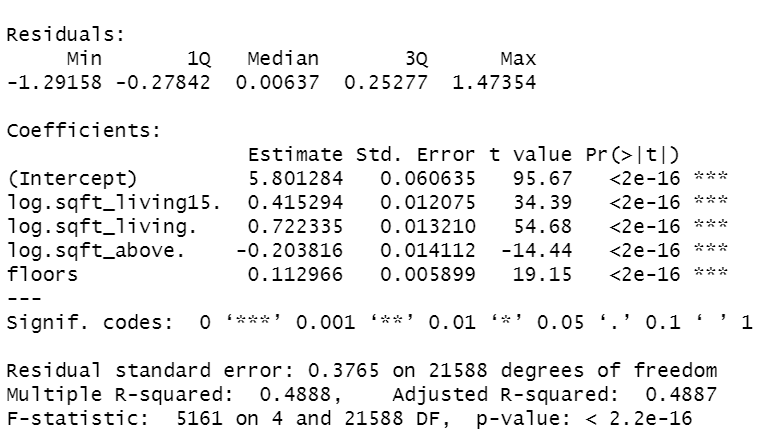 Residuals:
     Min       1Q   Median       3Q      Max
-1.29158 -0.27842  0.00637  0.25277  1.47354

Coefficients:
                   Estimate Std. Error t value Pr(>|t|)
(Intercept)        5.801284   0.060635   95.67   <2e-16 ***
log.sqft_living15. 0.415294   0.012075   34.39   <2e-16 ***
log.sqft_living.   0.722335   0.013210   54.68   <2e-16 ***
log.sqft_above.   -0.203816   0.014112  -14.44   <2e-16 ***
floors             0.112966   0.005899   19.15   <2e-16 ***
---
Signif. codes:  0 ‘***’ 0.001 ‘**’ 0.01 ‘*’ 0.05 ‘.’ 0.1 ‘ ’ 1

Residual standard error: 0.3765 on 21588 degrees of freedom
Multiple R-squared:  0.4888,	Adjusted R-squared:  0.4887
F-statistic:  5161 on 4 and 21588 DF,  p-value: < 2.2e-16